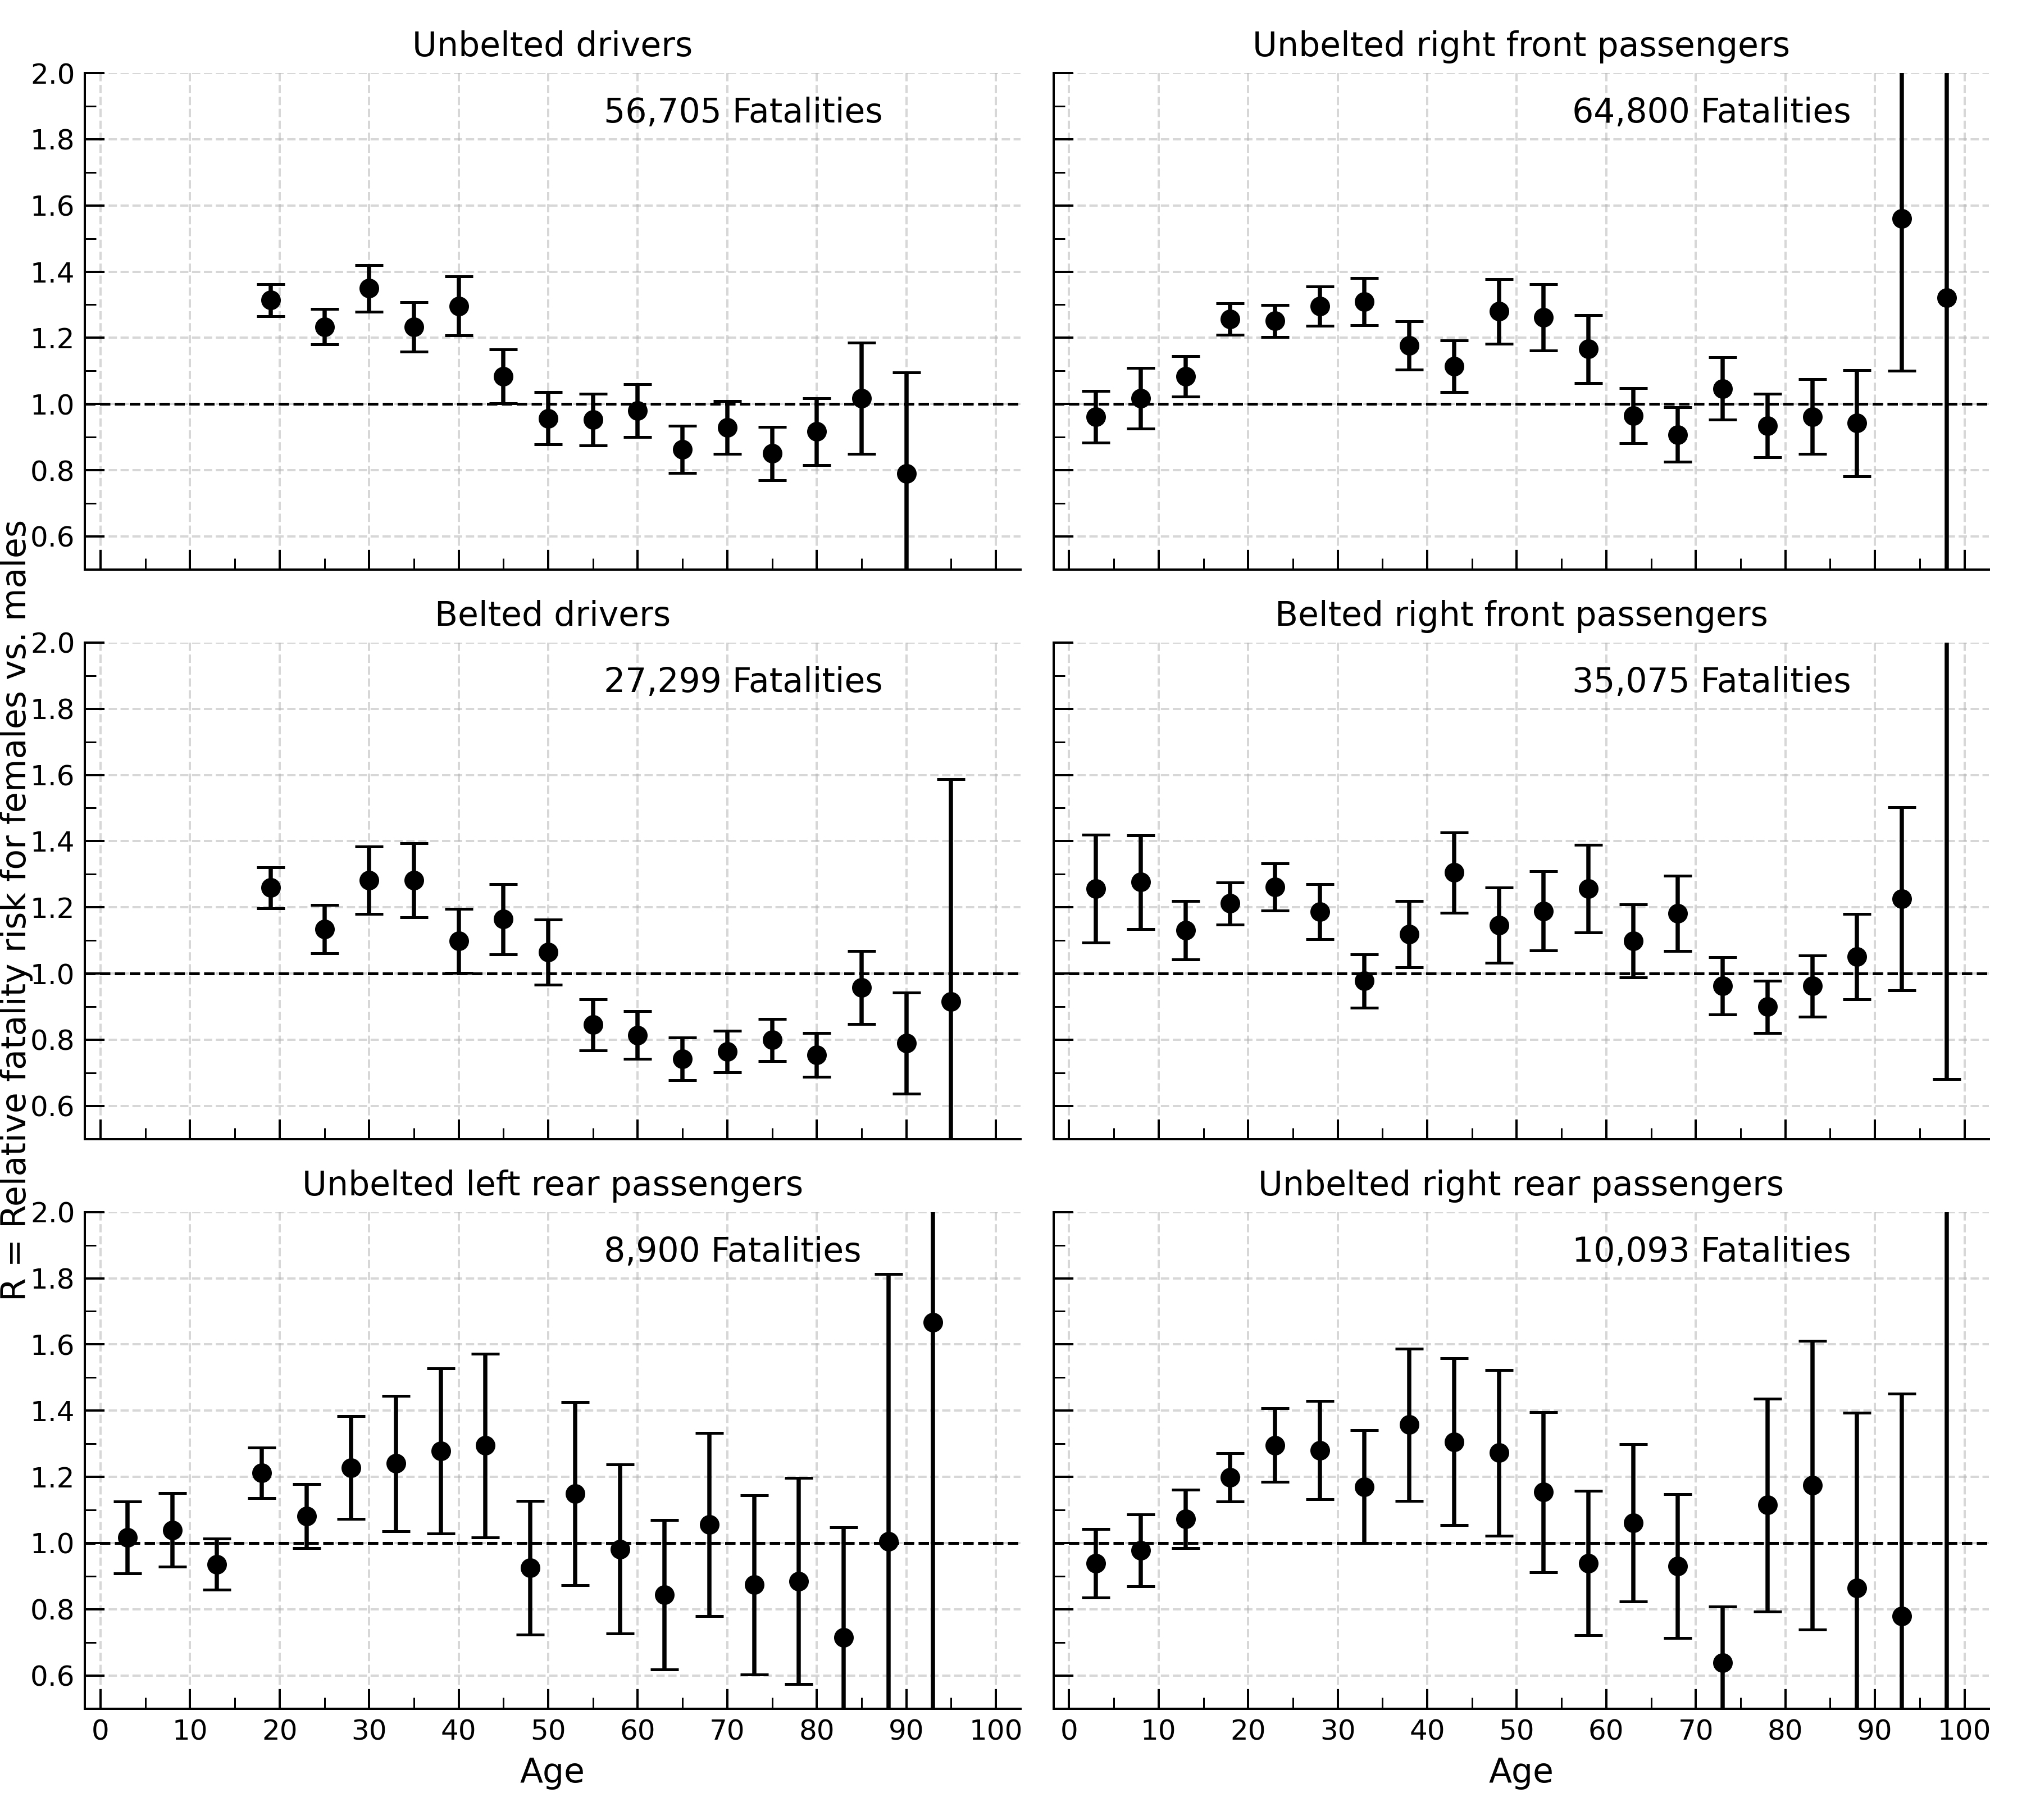 Unbelted drivers
56,705 Fatalities
2.0
1.8
1.6
1.4
1.2
1.0
0.8
0.6
Unbelted right front passengers
64,800 Fatalities
Belted drivers
27,299 Fatalities
2.0
1.8
1.6
1.4
1.2
1.0
0.8
0.6
Belted right front passengers
35,075 Fatalities
R = Relative fatality risk for females vs. males
Unbelted left rear passengers
8,900 Fatalities
2.0
1.8
1.6
1.4
1.2
1.0
0.8
0.6
0 10 20 30 40 50 60 70 80 90 100
Age
Unbelted right rear passengers
10,093 Fatalities
0 10 20 30 40 50 60 70 80 90 100
Age